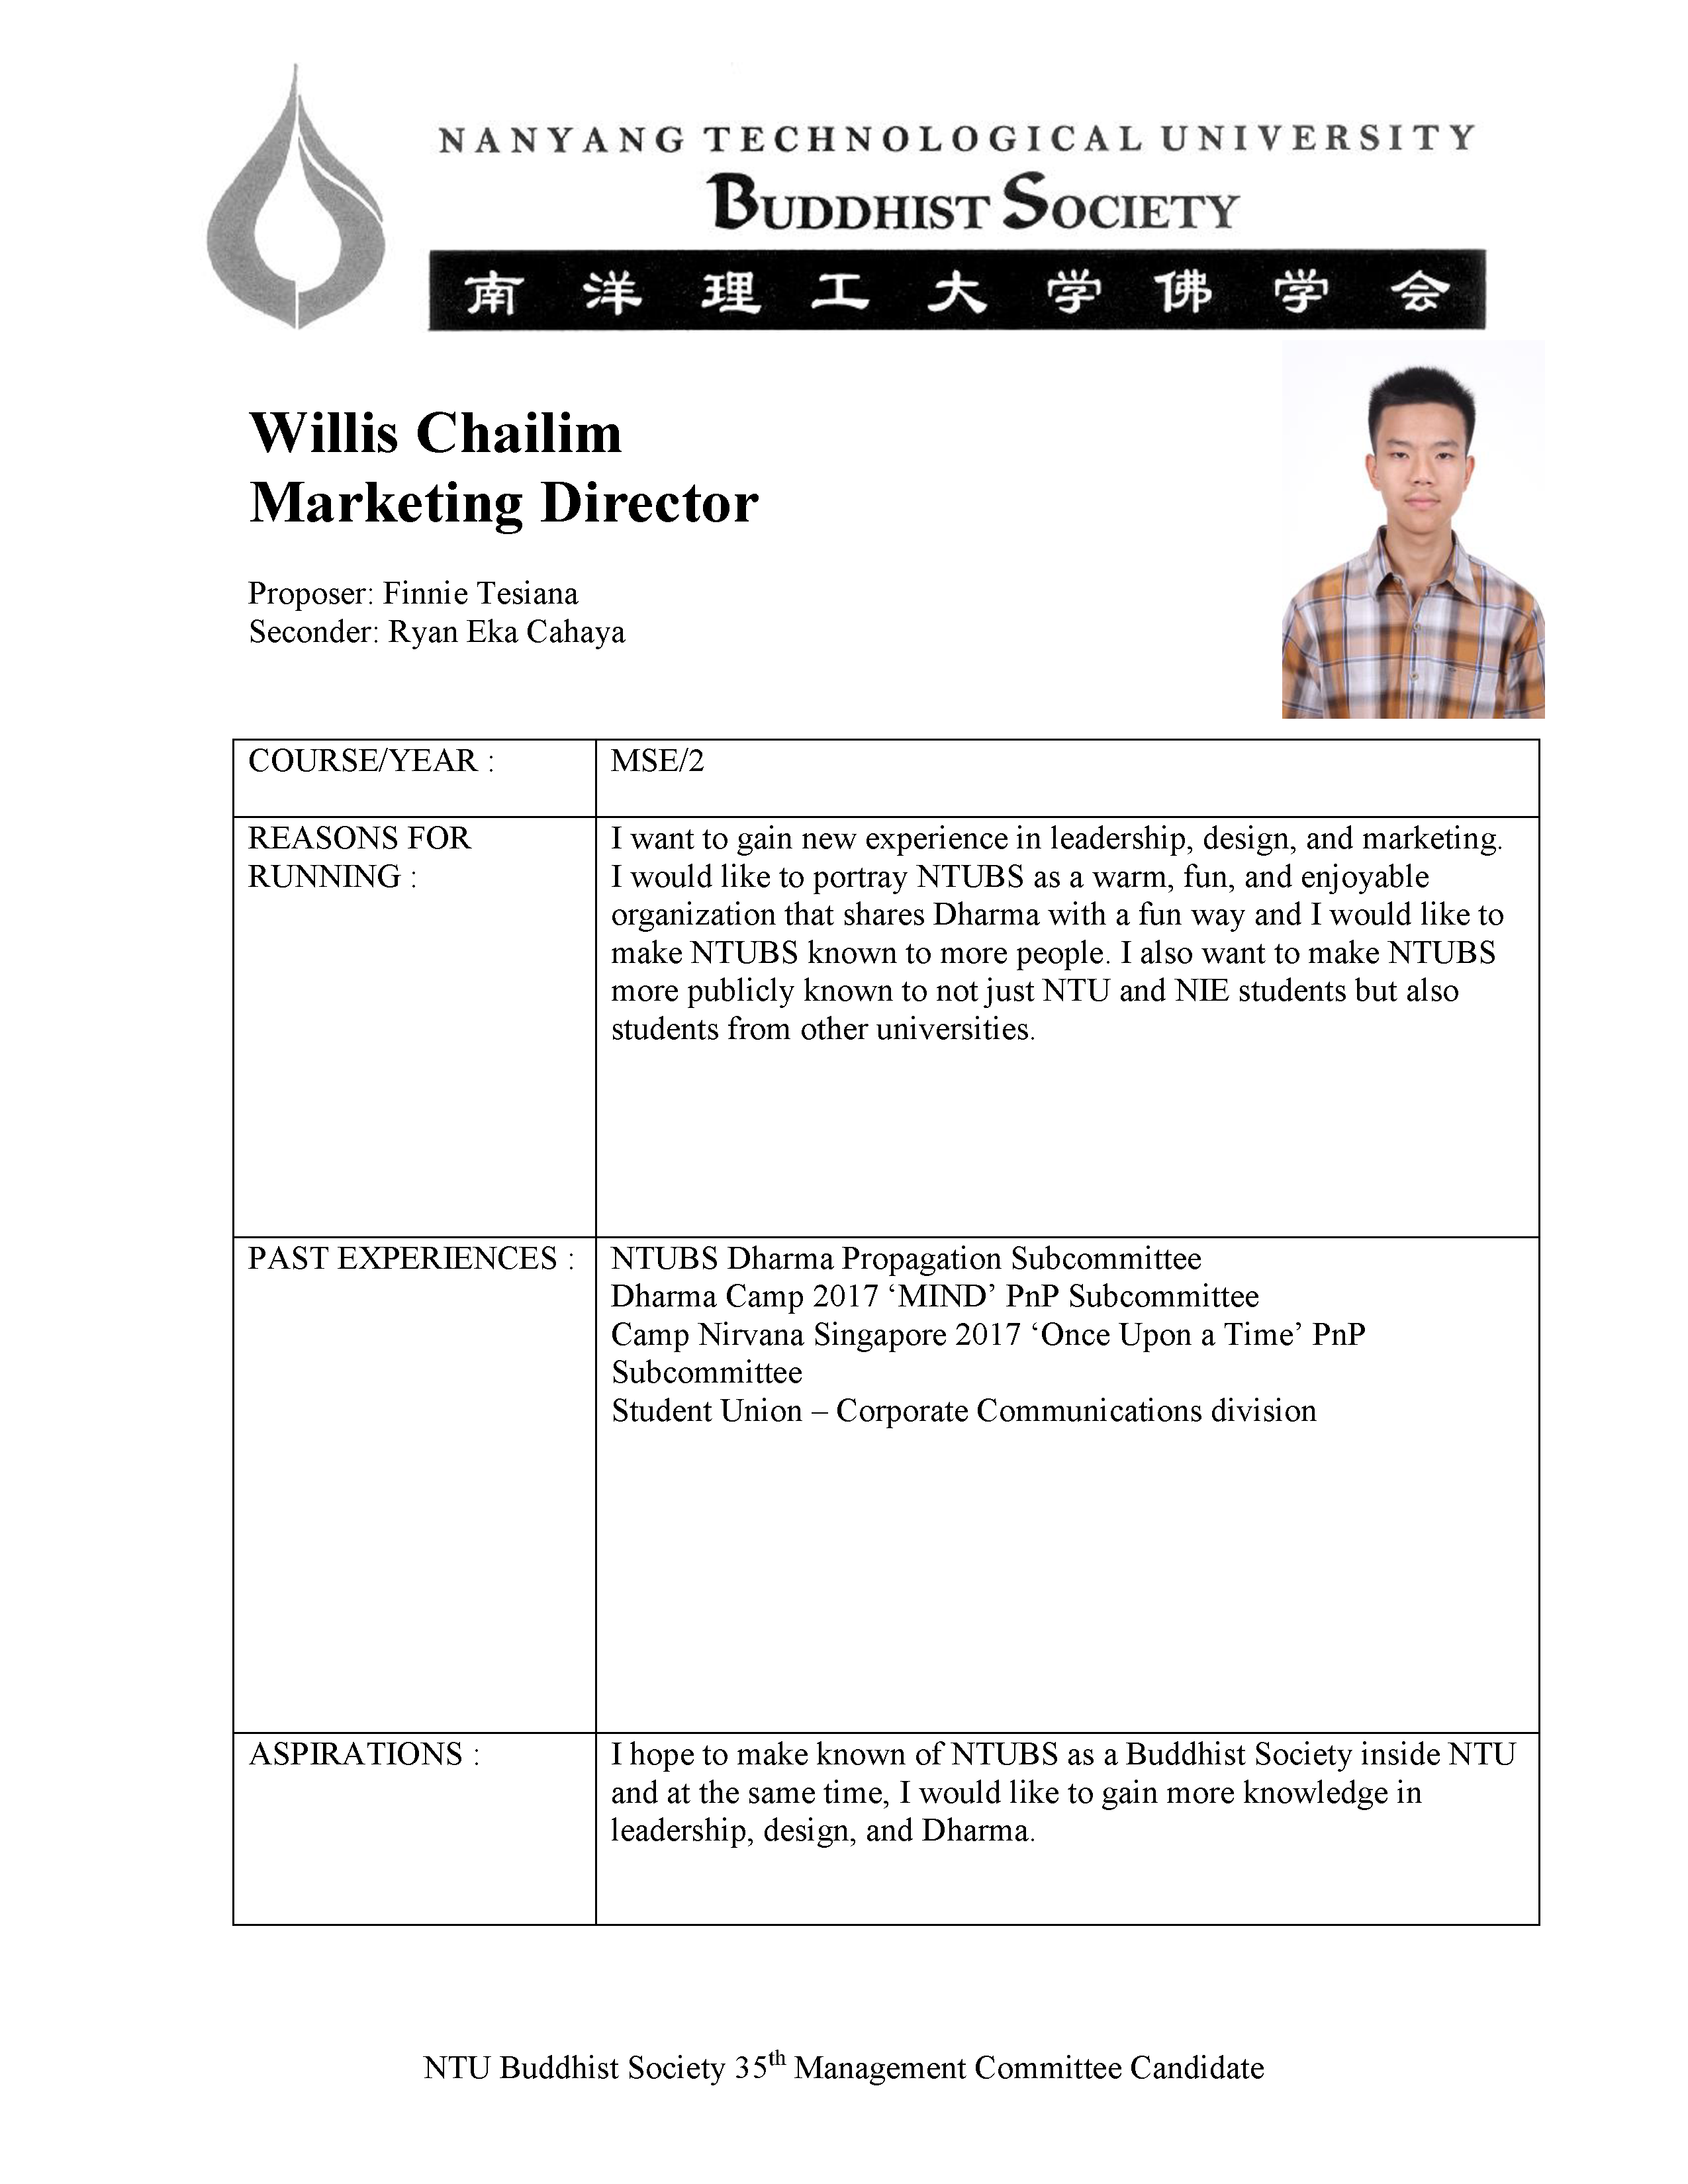 NANYANG TECHNOLOGICAL UNIVERSITY
BUDDHIST SOCIETY
南洋理工大学佛学会
Willis Chailim
Marketing Director
Proposer: Finnie Tesiana
Seconder: Ryan Eka Cahaya
COURSE/YEAR :
MSE/2
REASONS FOR
RUNNING :
I want to gain new experience in leadership, design, and marketing.
I would like to portray NTUBS as a warm, fun, and enjoyable
organization that shares Dharma with a fun way and I would like to
make NTUBS known to more people. I also want to make NTUBS
more publicly known to not just NTU and NIE students but also
students from other universities.
PAST EXPERIENCES :
NTUBS Dharma Propagation Subcommittee
Dharma Camp 2017 ‘MIND’ PnP Subcommittee
Camp Nirvana Singapore 2017 ‘Once Upon a Time’ PnP
Subcommittee
Student Union – Corporate Communications division
ASPIRATIONS :
I hope to make known of NTUBS as a Buddhist Society inside NTU
and at the same time, I would like to gain more knowledge in
leadership, design, and Dharma.
NTU Buddhist Society 35th Management Committee Candidate